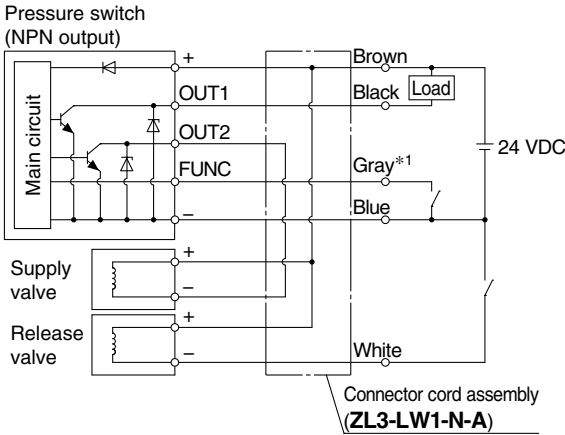 Pressure switch
(NPN output)
Main circuit
+
OUT1
OUT2
FUNC
−
Brown
Black
Load
Gray*1
Blue
24 VDC
Supply
valve
+
−
Release
valve
+
−
White
Connector cord assembly
(ZL3-LW1-N-A)